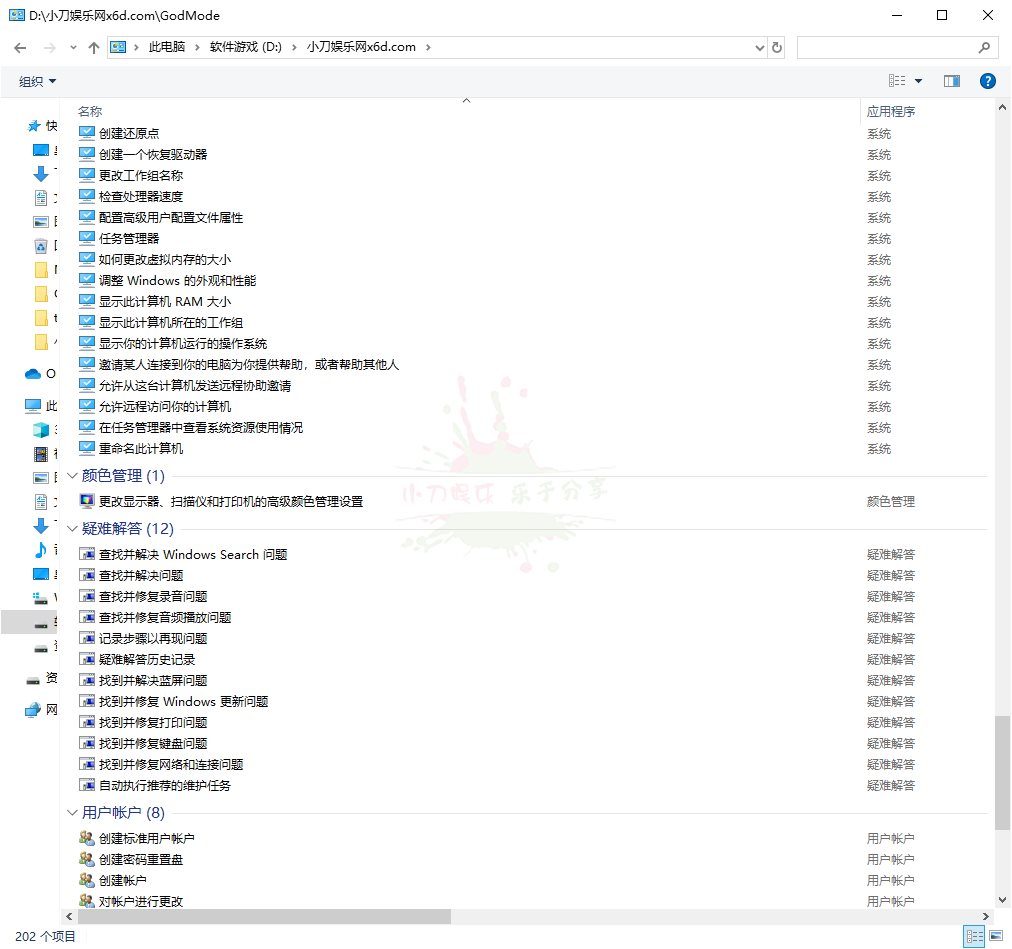 D:\小刀娱乐网x6d.com\GodMode
此电脑 软件游戏 (D:) 小刀娱乐网x6d.com
组织
名称 应用程序
快
创建还原点 系统
创建一个恢复驱动器 系统
更改工作组名称 系统
检查处理器速度 系统
配置高级用户配置文件属性 系统
任务管理器 系统
如何更改虚拟内存的大小 系统
调整 Windows 的外观和性能 系统
显示此计算机 RAM 大小 系统
显示此计算机所在的工作组 系统
显示你的计算机运行的操作系统 系统
邀请某人连接到你的电脑为你提供帮助，或者帮助其他人 系统
O
允许从这台计算机发送远程协助邀请 系统
此
允许远程访问你的计算机 系统
在任务管理器中查看系统资源使用情况 系统
重命名此计算机 系统
颜色管理 (1)
小刀娱乐 乐于分享
更改显示器、扫描仪和打印机的高级颜色管理设置 颜色管理
疑难解答 (12)
查找并解决 Windows Search 问题 疑难解答
查找并解决问题 疑难解答
查找并修复录音问题 疑难解答
查找并修复音频播放问题 疑难解答
记录步骤以再现问题 疑难解答
疑难解答历史记录 疑难解答
资
找到并解决蓝屏问题 疑难解答
找到并修复 Windows 更新问题 疑难解答
网
找到并修复打印问题 疑难解答
找到并修复键盘问题 疑难解答
找到并修复网络和连接问题 疑难解答
自动执行推荐的维护任务 疑难解答
用户帐户 (8)
创建标准用户帐户 用户帐户
创建密码重置盘 用户帐户
创建帐户 用户帐户
对帐户进行更改 用户帐户
202 个项目